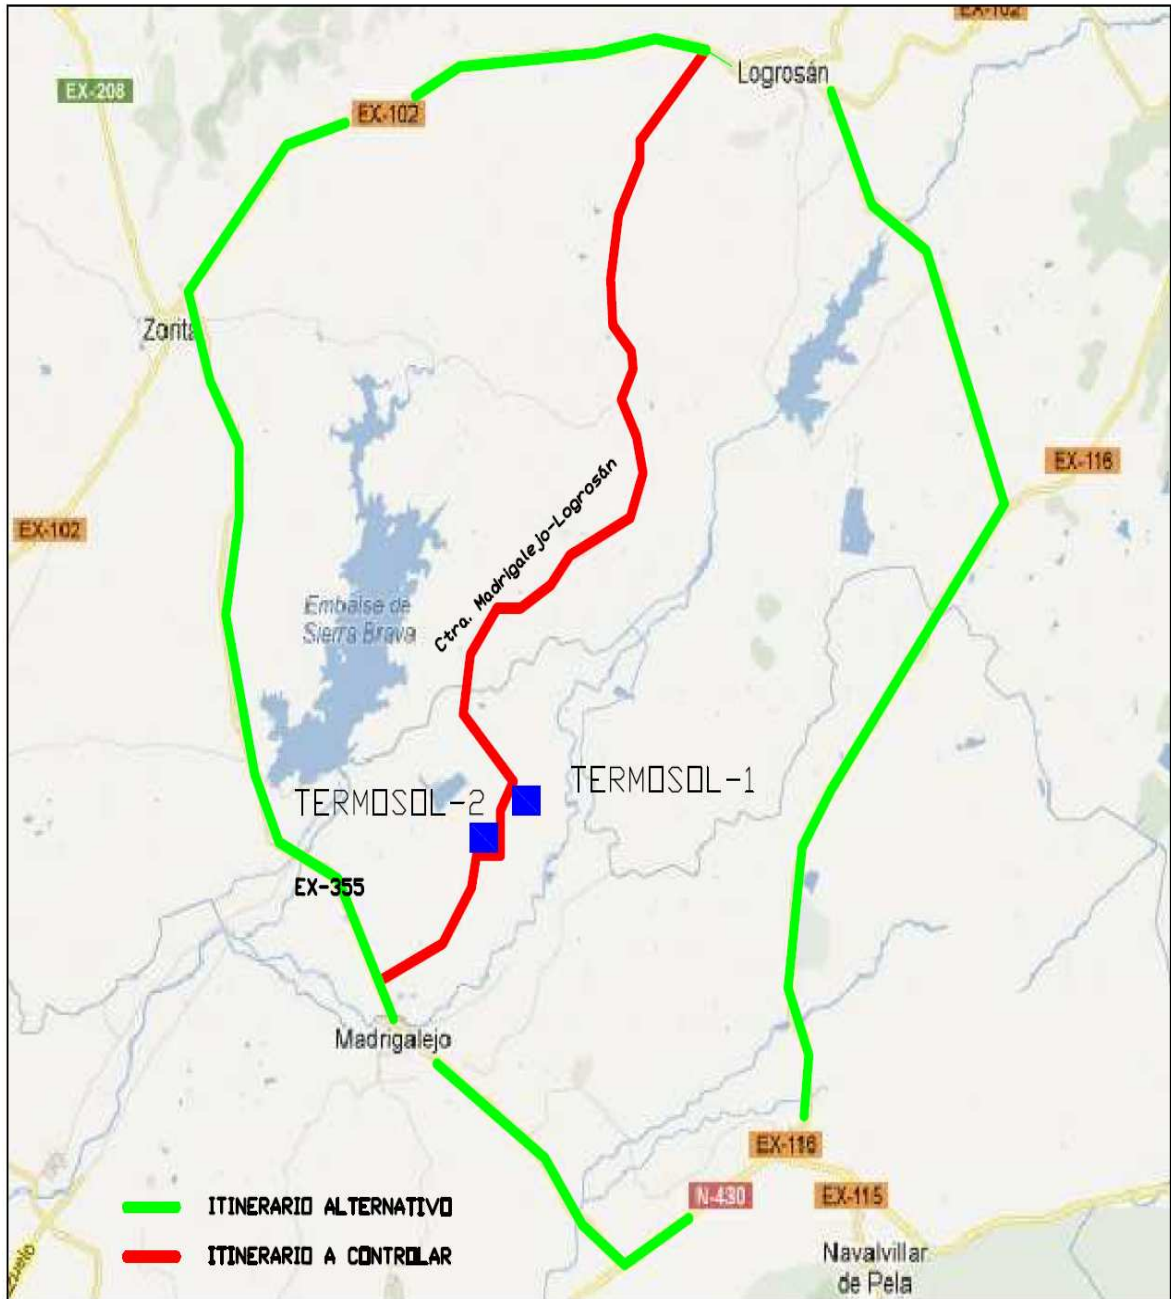 EX-102
Logrosán
EX-208
EX-102
Zorita
EX-116
EX-102
Ctra. Madrigalejo-Logrosán
Embalse de
Sierra Brava
TERMOSOL-1
TERMOSOL-2
EX-355
Madrigalejo
EX-116
N-430
EX-115
ITINERARIO ALTERNATIVO
ITINERARIO A CONTROLAR
Navalvillar
de Pela